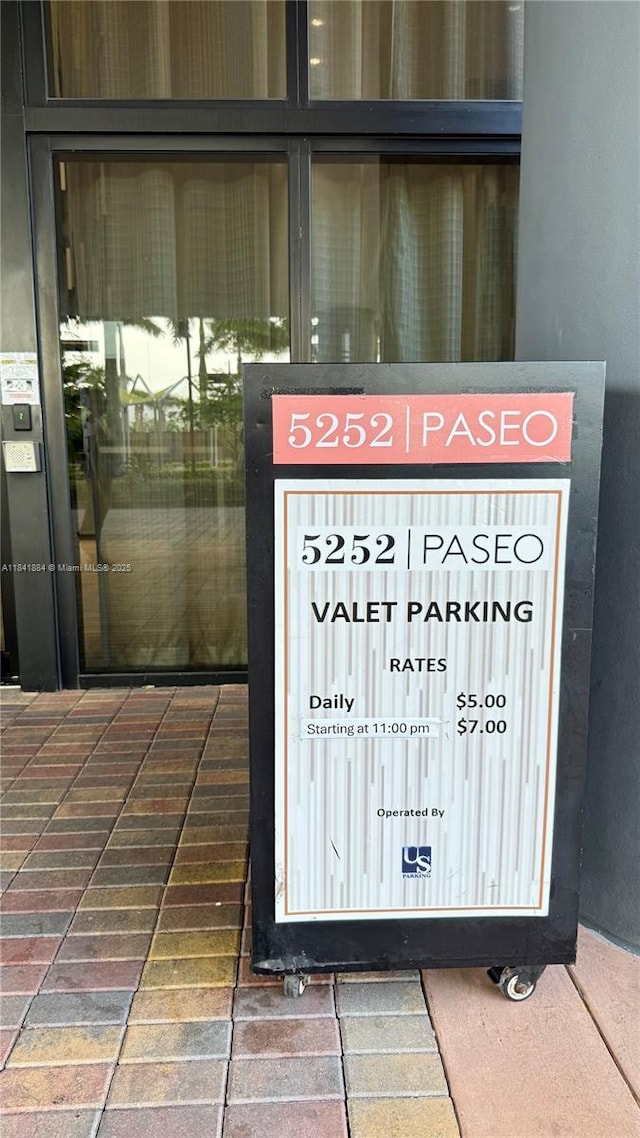 5252 | PASEO
5252 | PASEO
VALET PARKING
RATES
Daily $5.00
Starting at 11:00 pm $7.00
Operated By
US
PARKING
A11841884 © Miami MLS® 2025